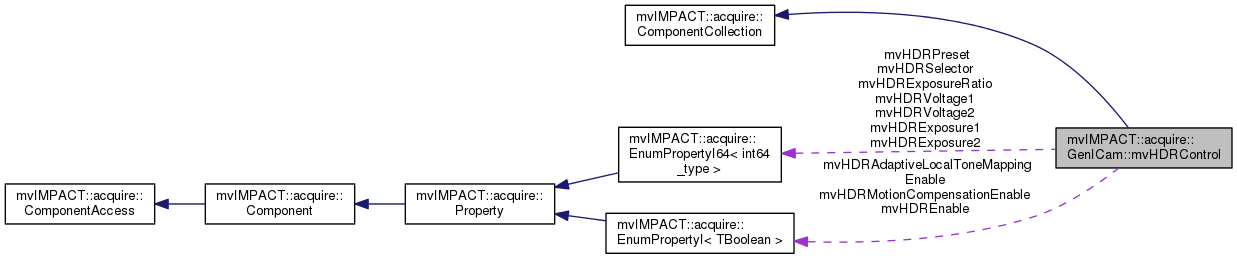 mvIMPACT::acquire::
ComponentCollection
mvHDRPreset
mvHDRSelector
mvHDRExposureRatio
mvHDRVoltage1
mvHDRVoltage2
mvHDRExposure1
mvHDRExposure2
mvIMPACT::acquire::
GenICam::mvHDRControl
mvIMPACT::acquire::
EnumPropertyI64< int64
_type >
mvHDRAdaptiveLocalToneMapping
Enable
mvHDRMotionCompensationEnable
mvHDREnable
mvIMPACT::acquire::
ComponentAccess
mvIMPACT::acquire::
Component
mvIMPACT::acquire::
Property
mvIMPACT::acquire::
EnumPropertyI< TBoolean >